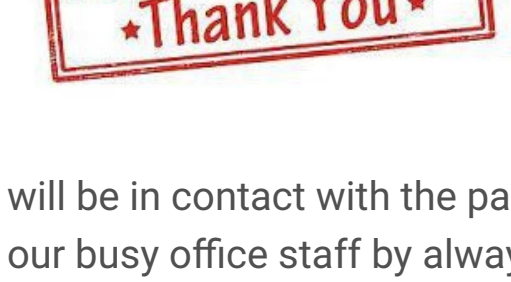 Thank You
will be in contact with the
our busy office staff by